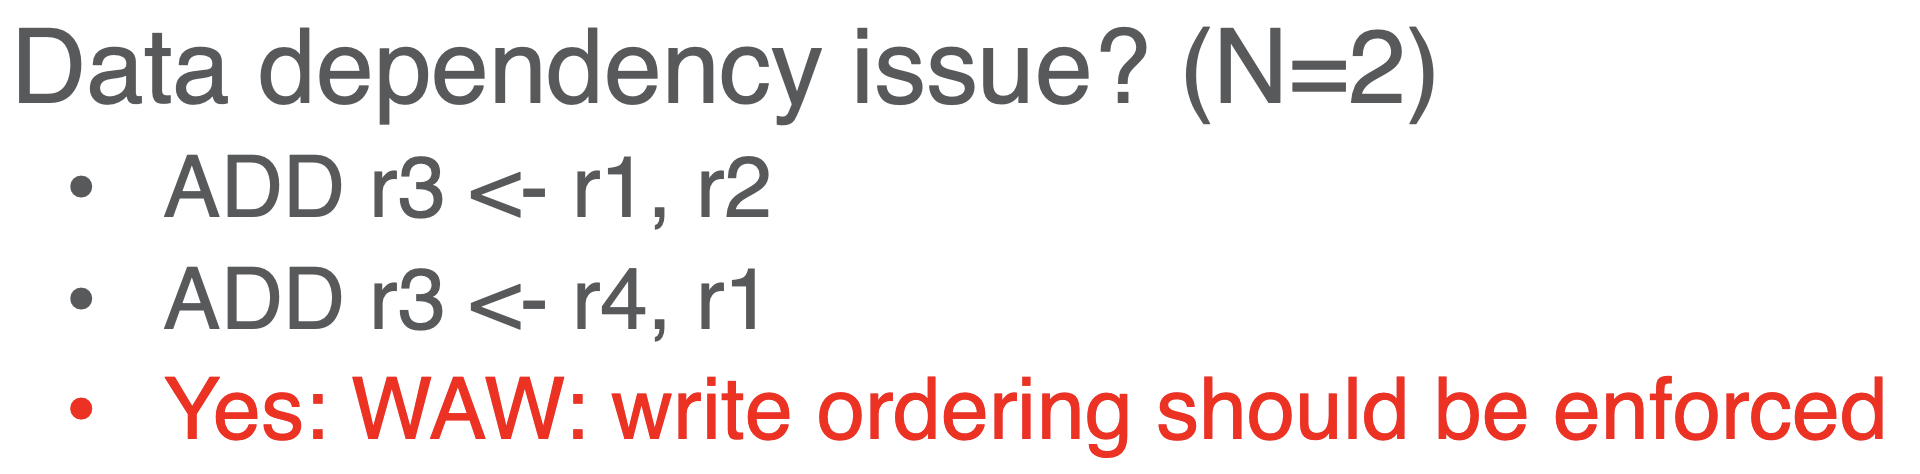 Data dependency issue? (N=2)
• ADD r3 <- r1, r2
• ADD r3 <- r4, r1
• Yes: WAW: write ordering should be enforced